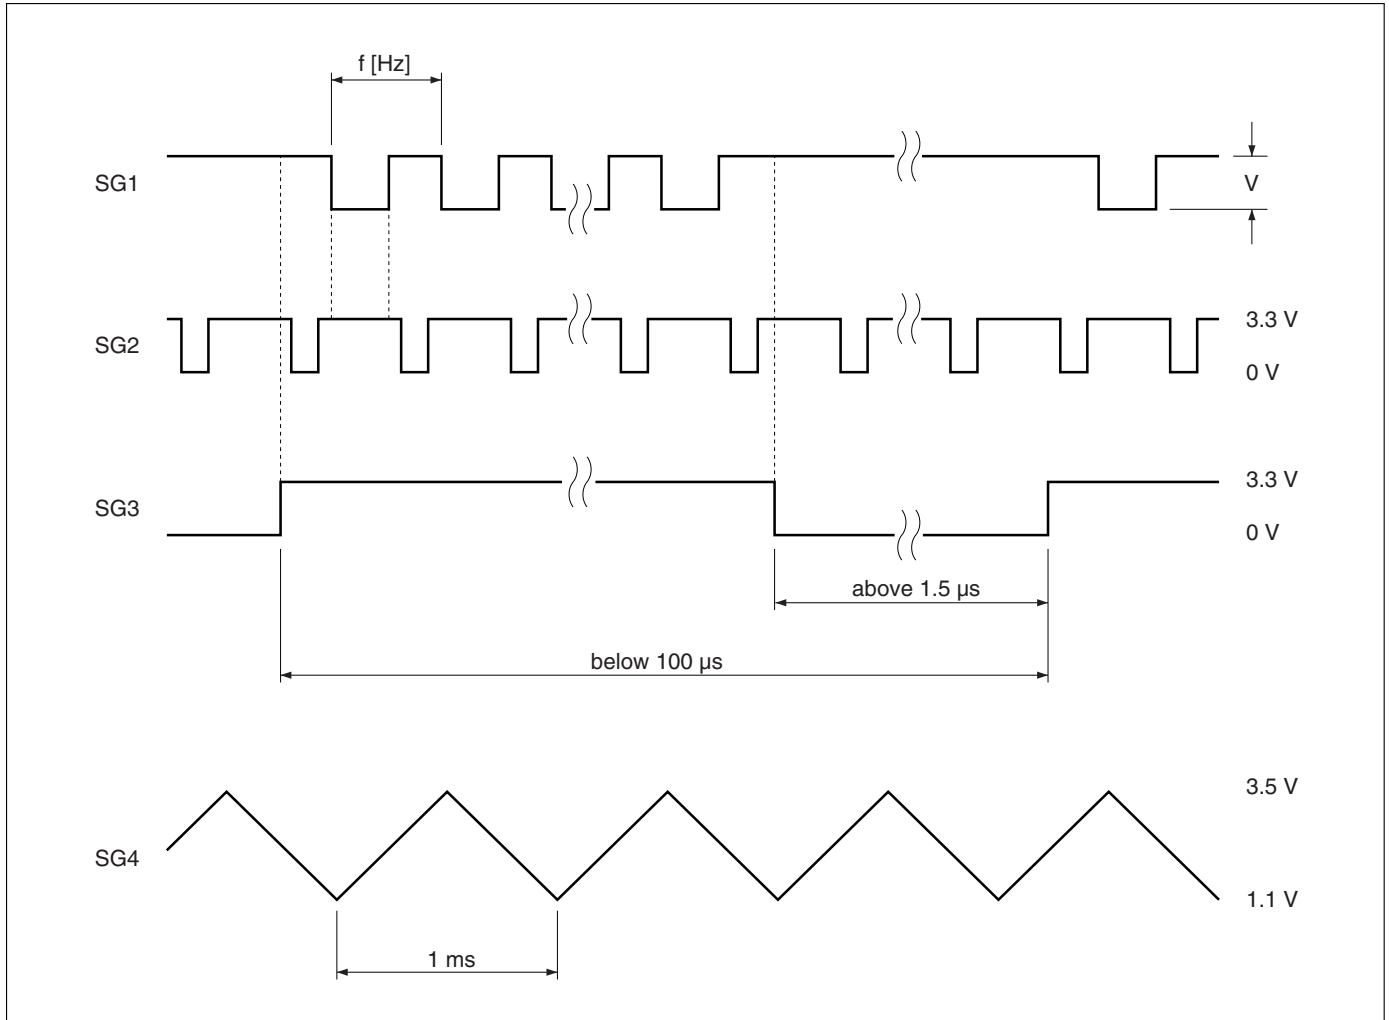 f [Hz]
SG1
V
SG2
3.3 V
0 V
SG3
3.3 V
0 V
above 1.5 µs
below 100 µs
3.5 V
SG4
1.1 V
1 ms